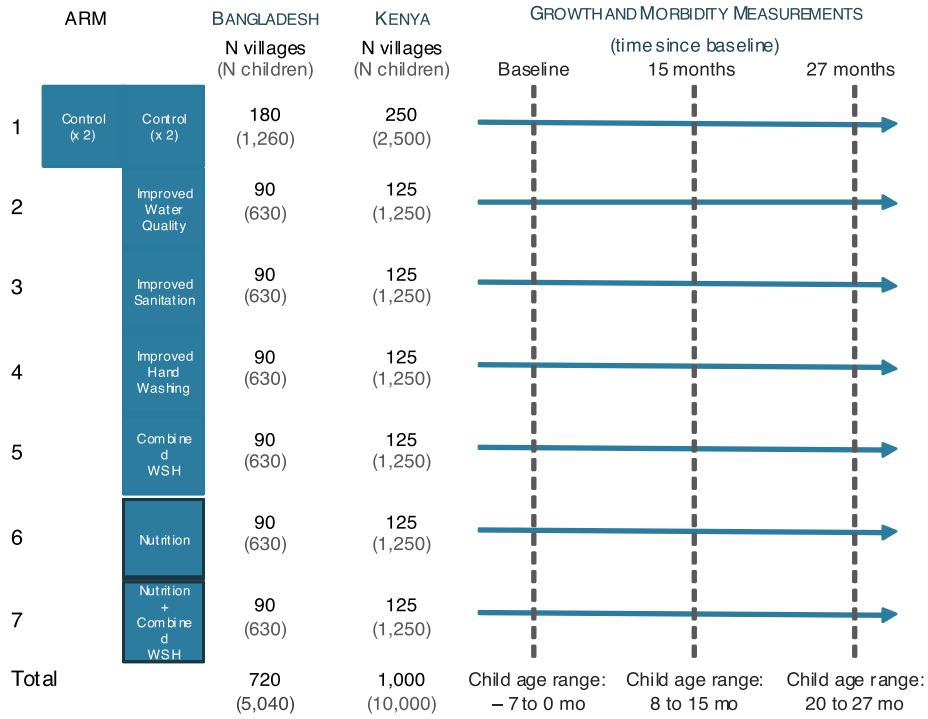 ARM
BANGLADESH
KENYA
GROWTH AND MORBIDITY MEASUREMENTS
N villages
(N children)
N villages
(N children)
(time since baseline)
Baseline
15 months
27 months
1
Control
(x 2)
Control
(x 2)
180
(1,260)
250
(2,500)
2
Improved
Water
Quality
90
(630)
125
(1,250)
3
Improved
Sanitation
90
(630)
125
(1,250)
4
Improved
Hand
Washing
90
(630)
125
(1,250)
5
Combine
d
WSH
90
(630)
125
(1,250)
6
Nutrition
90
(630)
125
(1,250)
7
Nutrition
+
Combine
d
WSH
90
(630)
125
(1,250)
Total
720
(5,040)
1,000
(10,000)
Child age range:
– 7 to 0 mo
Child age range:
8 to 15 mo
Child age range:
20 to 27 mo